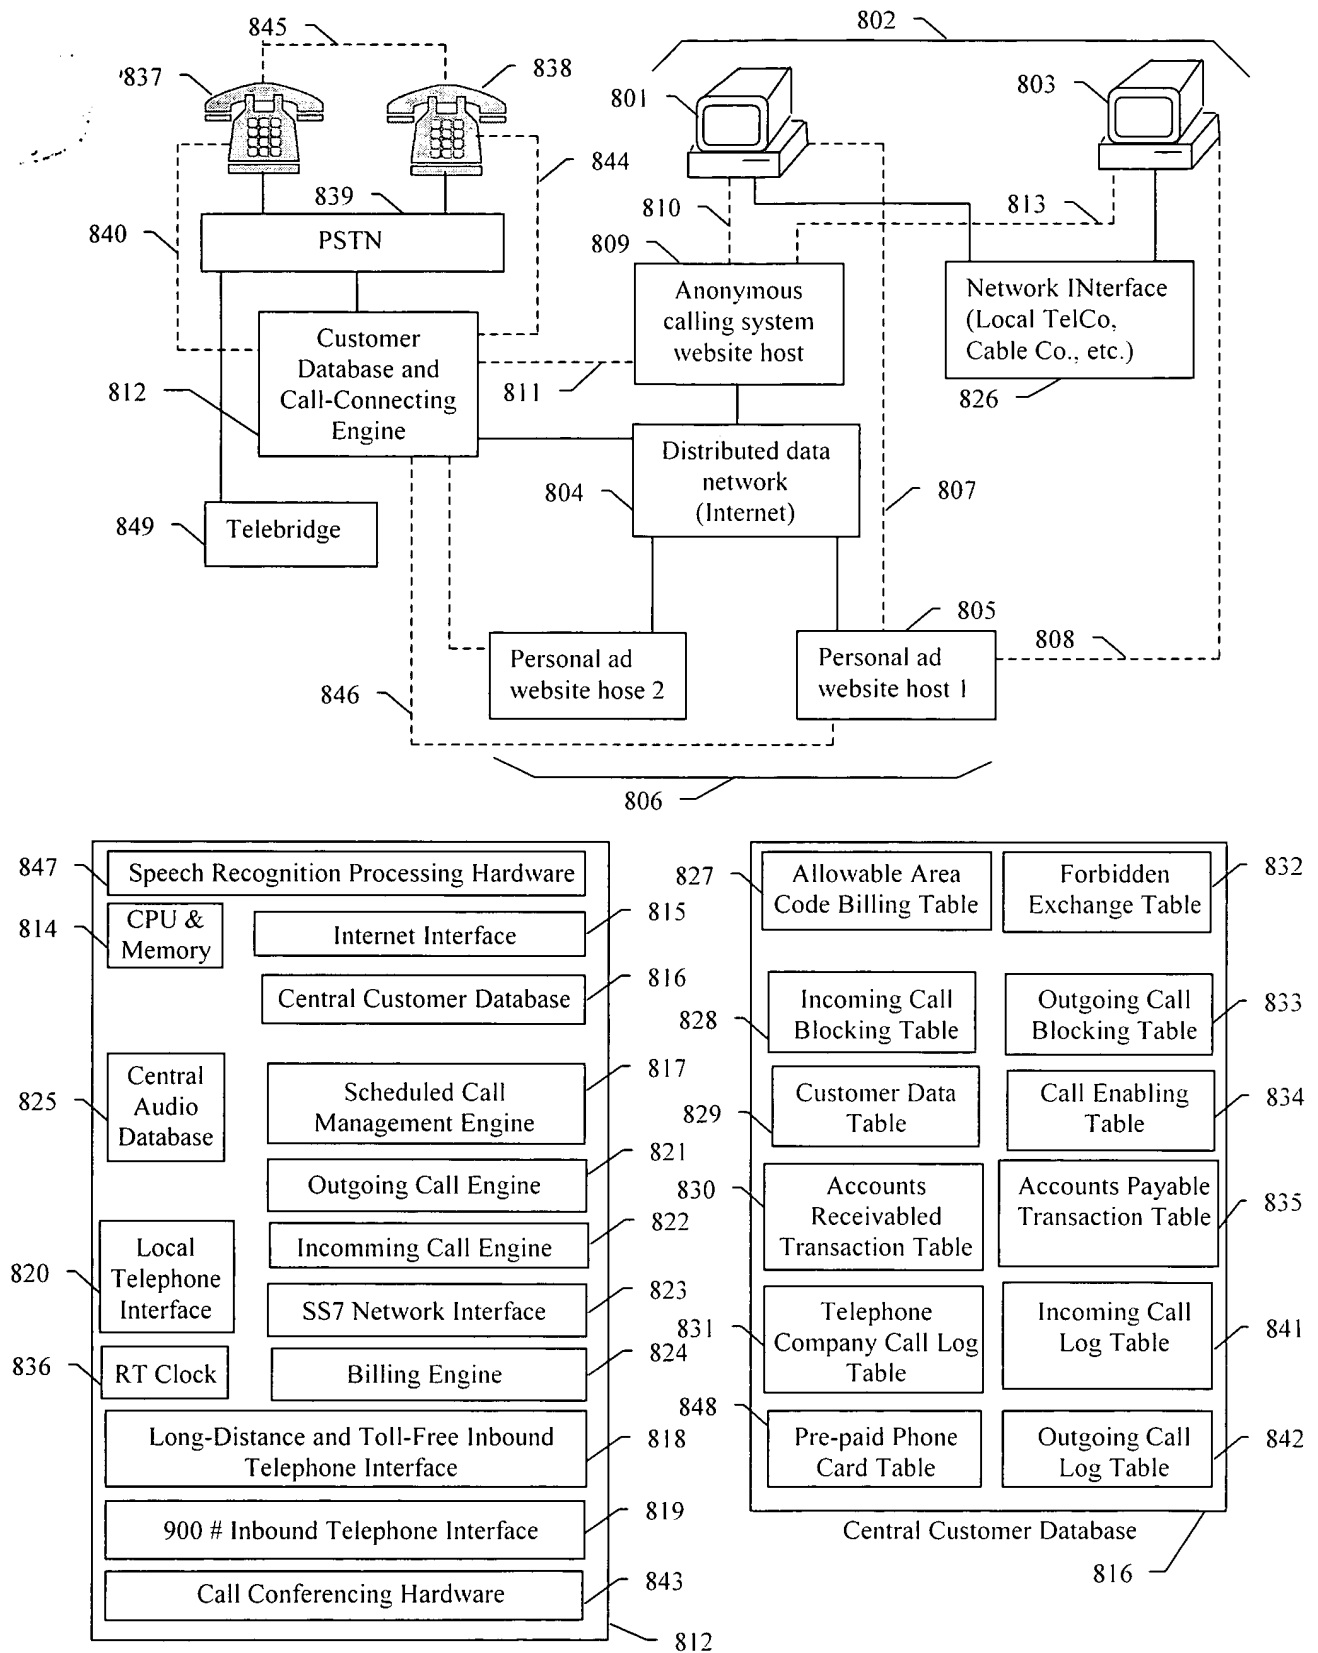 845
802
837
838
801
803
844
839
810
813
840
809
PSTN
Anonymous
calling system
website host
Network INterface
(Local TelCo,
Cable Co., etc.)
Customer
Database and
Call-Connecting
Engine
812
811
826
Distributed data
network
(Internet)
804
807
849
Telebridge
805
808
Personal ad
website hose 2
Personal ad
website host 1
846
806
847
Speech Recognition Processing Hardware
814
CPU &
Memory
815
Internet Interface
816
Central Customer Database
825
Central
Audio
Database
817
Scheduled Call
Management Engine
821
Outgoing Call Engine
822
Incomming Call Engine
820
Local
Telephone
Interface
823
SS7 Network Interface
836
RT Clock
824
Billing Engine
Long-Distance and Toll-Free Inbound
Telephone Interface
818
900 # Inbound Telephone Interface
819
Call Conferencing Hardware
843
812
827
Allowable Area
Code Billing Table
Forbidden
Exchange Table
832
828
Incoming Call
Blocking Table
Outgoing Call
Blocking Table
833
829
Customer Data
Table
Call Enabling
Table
834
830
Accounts
Receivabled
Transaction Table
Accounts Payable
Transaction Table
835
831
Telephone
Company Call Log
Table
Incoming Call
Log Table
841
848
Pre-paid Phone
Card Table
Outgoing Call
Log Table
842
Central Customer Database
816